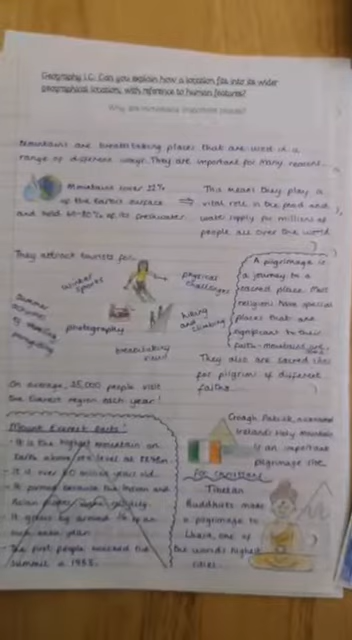 Geography LC: Can you explain how a location fits into its wider
geographical location, with reference to human features?
Why are mountains important places?
Mountains are breathtaking places that are used in a
range of different ways. They are important for many reasons.
Mountains cover 22%
of the Earth's surface
and hold 60-80% of its freshwater
⇒ This means they play a
vital role in the food and
water supply for millions of
people all over the world
They attract tourists for:
winter
sports
physical
challenges
summer
activities
photography
hiking
and climbing
breathtaking
views
A pilgrimage is
a journey to a
sacred place. Most
religions have special
places that are
significant to their
faith - mountains
They also are sacred sites
for pilgrims of different
faiths.
On average, 35,000 people visit
the Everest region each year!
Mount Everest Facts!
- It is the highest mountain on
Earth above sea level at
- It is over 60 million years old.
- It formed because the Indian and
Asian plates
- It grows by around
each year
- The first people reached the
summit in 1953.
Croagh Patrick,
Ireland's Holy Mountain
is an important
pilgrimage site
for Christians
Tibetan
Buddhists make
a pilgrimage to
Lhasa, one of
the world's highest
cities.